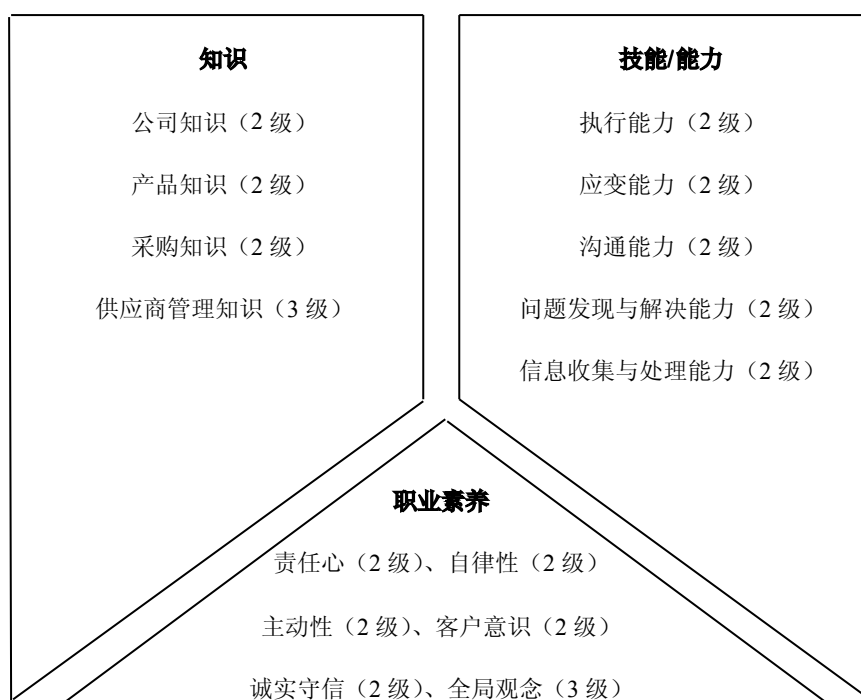 知识
公司知识（2 级）
产品知识（2 级）
采购知识（2 级）
供应商管理知识（3 级）
技能/能力
执行能力（2 级）
应变能力（2 级）
沟通能力（2 级）
问题发现与解决能力（2 级）
信息收集与处理能力（2 级）
职业素养
责任心（2 级）、自律性（2 级）
主动性（2 级）、客户意识（2 级）
诚实守信（2 级）、全局观念（3 级）